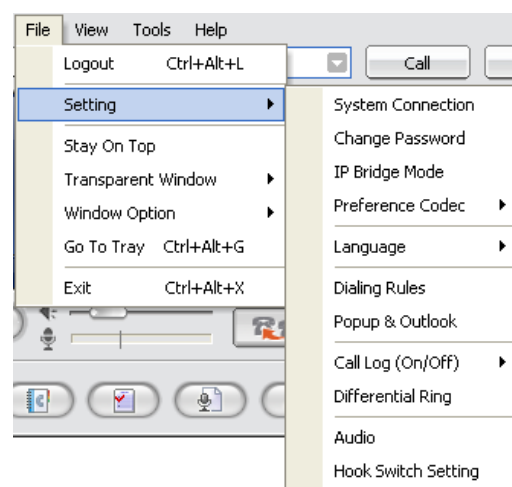 File View Tools Help
Logout Ctrl+Alt+L
Call
Setting
System Connection
Change Password
Stay On Top
IP Bridge Mode
Transparent Window
Preference Codec
Window Option
Go To Tray Ctrl+Alt+G
Language
Exit Ctrl+Alt+X
Dialing Rules
Popup & Outlook
Call Log (On/Off)
Differential Ring
Audio
Hook Switch Setting